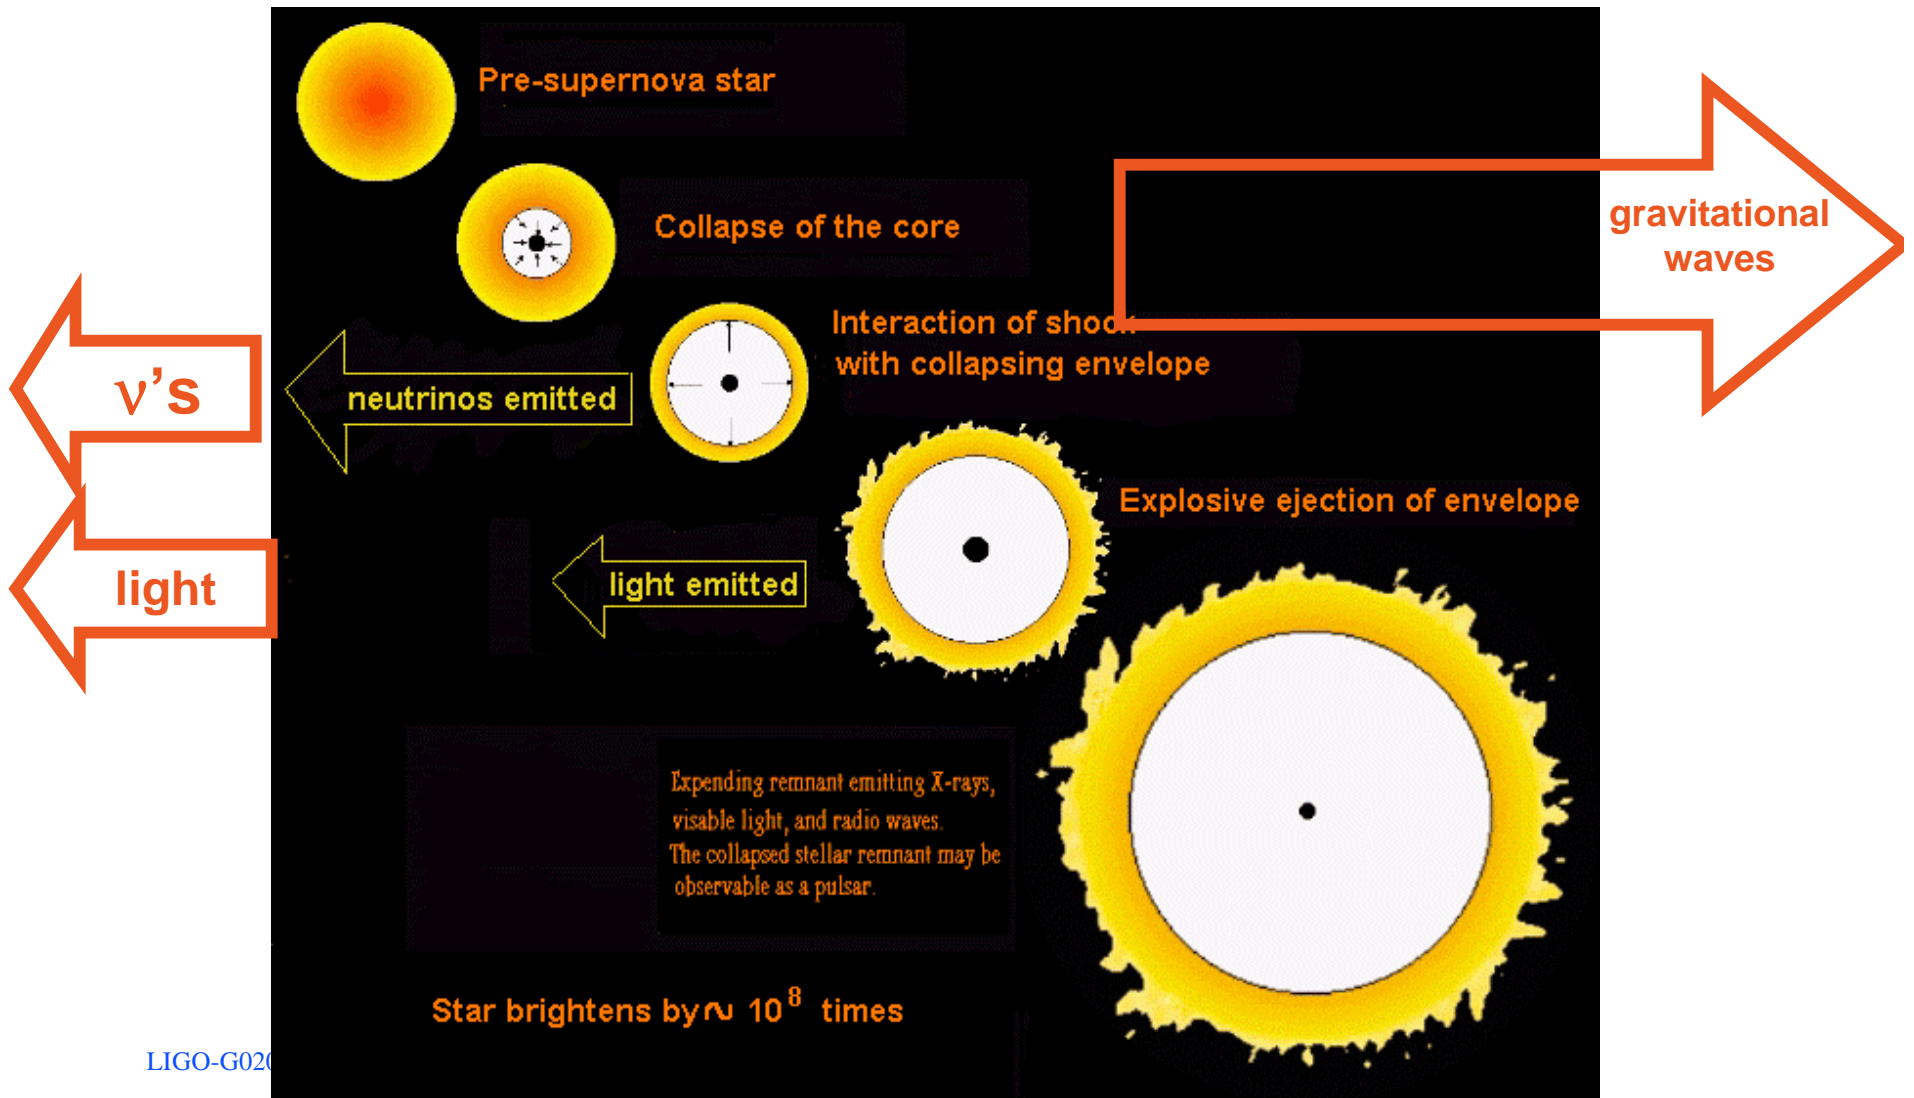 Pre-supernova star
Collapse of the core
gravitational
waves
Interaction of shock
with collapsing envelope
ν's
neutrinos emitted
Explosive ejection of envelope
light
light emitted
Expending remnant emitting X-rays,
visable light, and radio waves.
The collapsed stellar remnant may be
observable as a pulsar.
Star brightens by ~ 10⁸ times
LIGO-G020